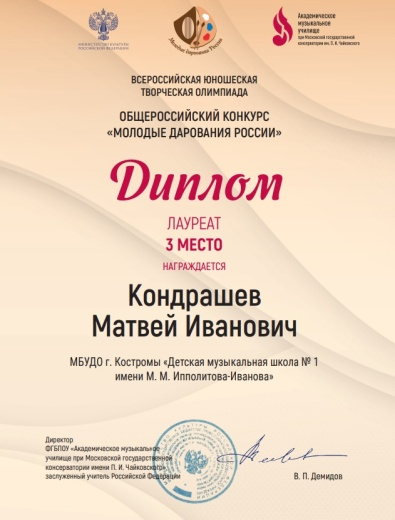 МИНИСТЕРСТВО КУЛЬТУРЫ
РОССИЙСКОЙ ФЕДЕРАЦИИ
Молодые дарования России
Академическое
музыкальное
училище
при Московской государственной
консерватории им. П. И. Чайковского
ВСЕРОССИЙСКАЯ ЮНОШЕСКАЯ
ТВОРЧЕСКАЯ ОЛИМПИАДА
ОБЩЕРОССИЙСКИЙ КОНКУРС
«МОЛОДЫЕ ДАРОВАНИЯ РОССИИ»
Диплом
ЛАУРЕАТ
3 МЕСТО
НАГРАЖДАЕТСЯ
Кондрашев
Матвей Иванович
МБУДО г. Костромы «Детская музыкальная школа № 1
имени М. М. Ипполитова-Иванова»
Директор
ФГБПОУ «Академическое музыкальное
училище при Московской государственной
консерватории имени П. И. Чайковского»,
заслуженный учитель Российской Федерации
В. П. Демидов